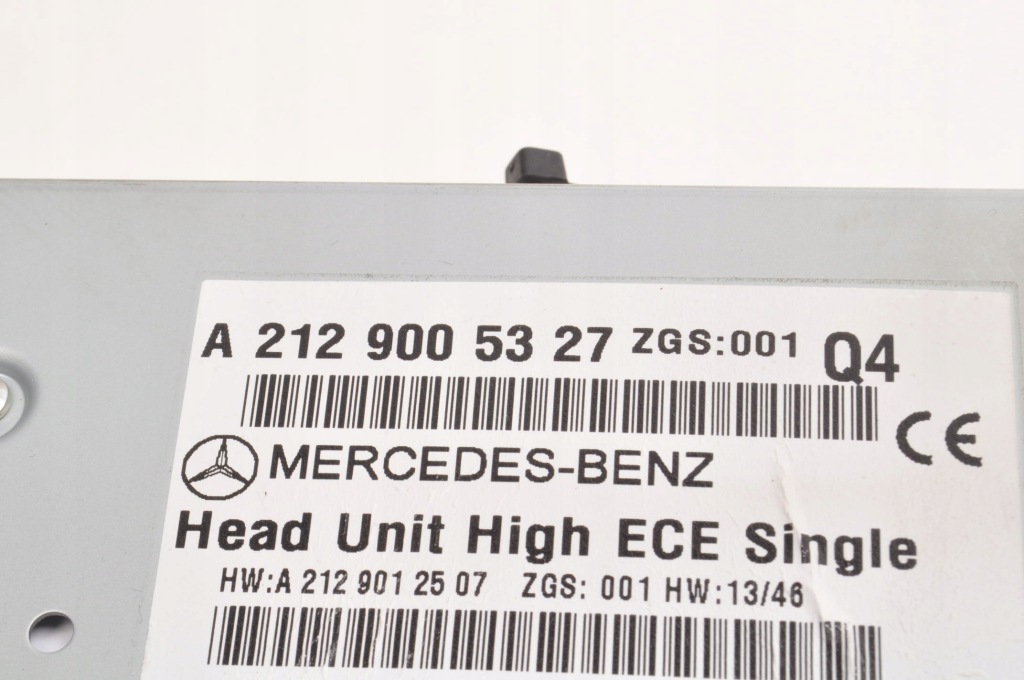 A 212 900 53 27 ZGS:001 Q4
CE
MERCEDES-BENZ
Head Unit High ECE Single
HW:A 212 901 25 07 ZGS: 001 HW:13/46